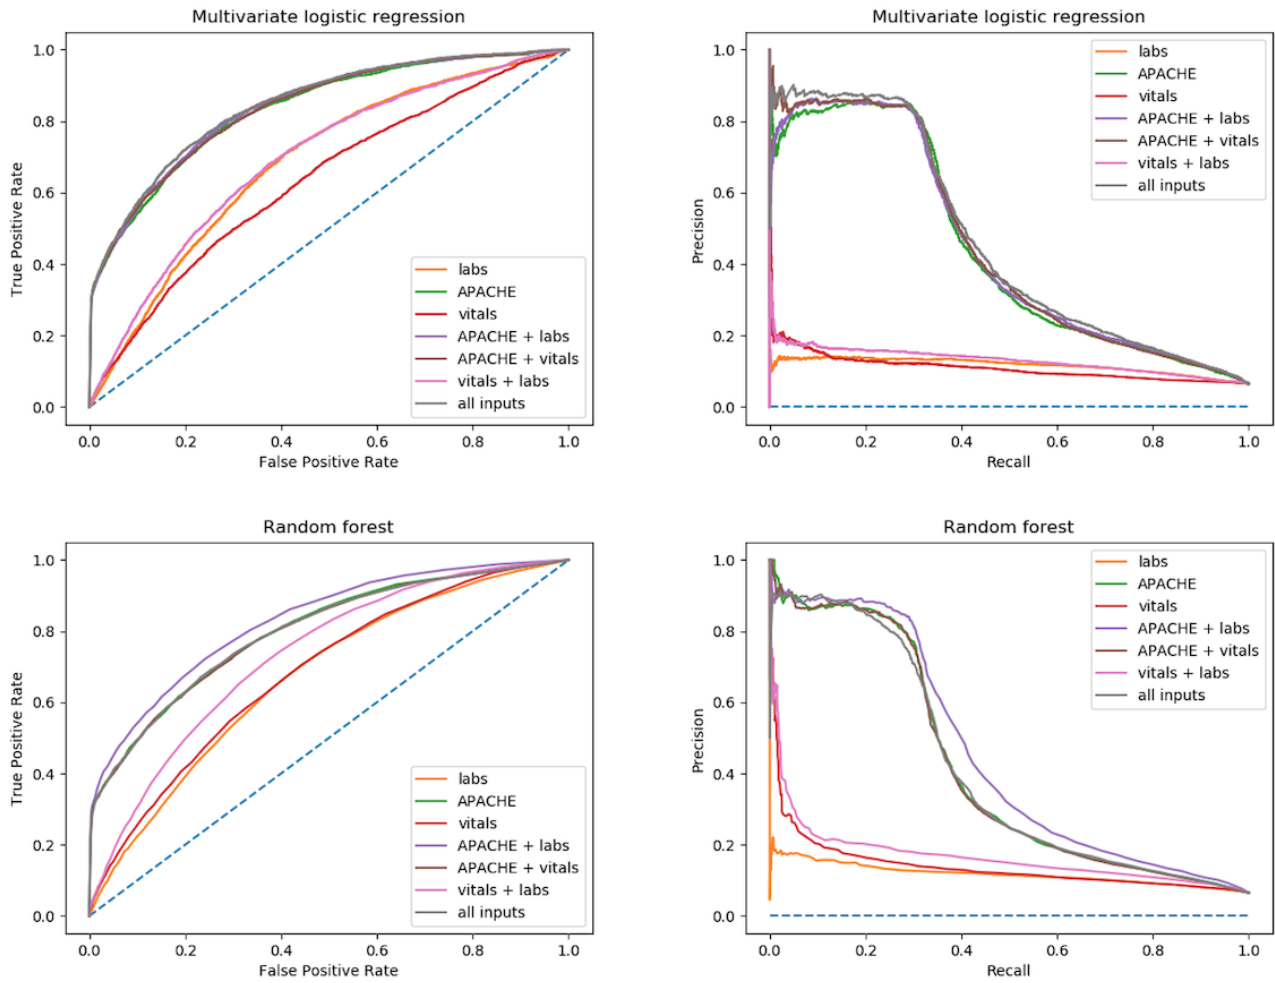 Multivariate logistic regression
1.0
0.8
0.6
0.4
0.2
0.0
True Positive Rate
labs
APACHE
vitals
APACHE + labs
APACHE + vitals
vitals + labs
all inputs
0.0 0.2 0.4 0.6 0.8 1.0
False Positive Rate
Multivariate logistic regression
1.0
0.8
0.6
0.4
0.2
0.0
Precision
labs
APACHE
vitals
APACHE + labs
APACHE + vitals
vitals + labs
all inputs
0.0 0.2 0.4 0.6 0.8 1.0
Recall
Random forest
1.0
0.8
0.6
0.4
0.2
0.0
True Positive Rate
labs
APACHE
vitals
APACHE + labs
APACHE + vitals
vitals + labs
all inputs
0.0 0.2 0.4 0.6 0.8 1.0
False Positive Rate
Random forest
1.0
0.8
0.6
0.4
0.2
0.0
Precision
labs
APACHE
vitals
APACHE + labs
APACHE + vitals
vitals + labs
all inputs
0.0 0.2 0.4 0.6 0.8 1.0
Recall